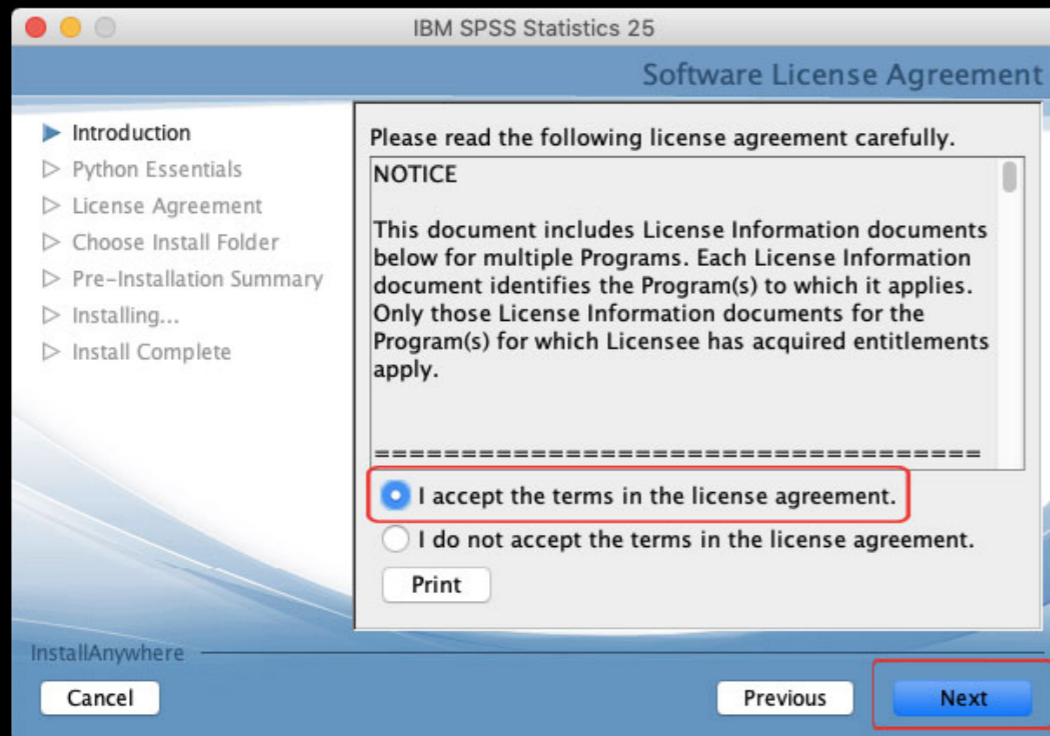 IBM SPSS Statistics 25
Software License Agreement
Introduction
Python Essentials
License Agreement
Choose Install Folder
Pre-Installation Summary
Installing...
Install Complete
Please read the following license agreement carefully.
NOTICE
This document includes License Information documents
below for multiple Programs. Each License Information
document identifies the Program(s) to which it applies.
Only those License Information documents for the
Program(s) for which Licensee has acquired entitlements
apply.
===================================
I accept the terms in the license agreement.
I do not accept the terms in the license agreement.
Print
InstallAnywhere
Cancel
Previous
Next